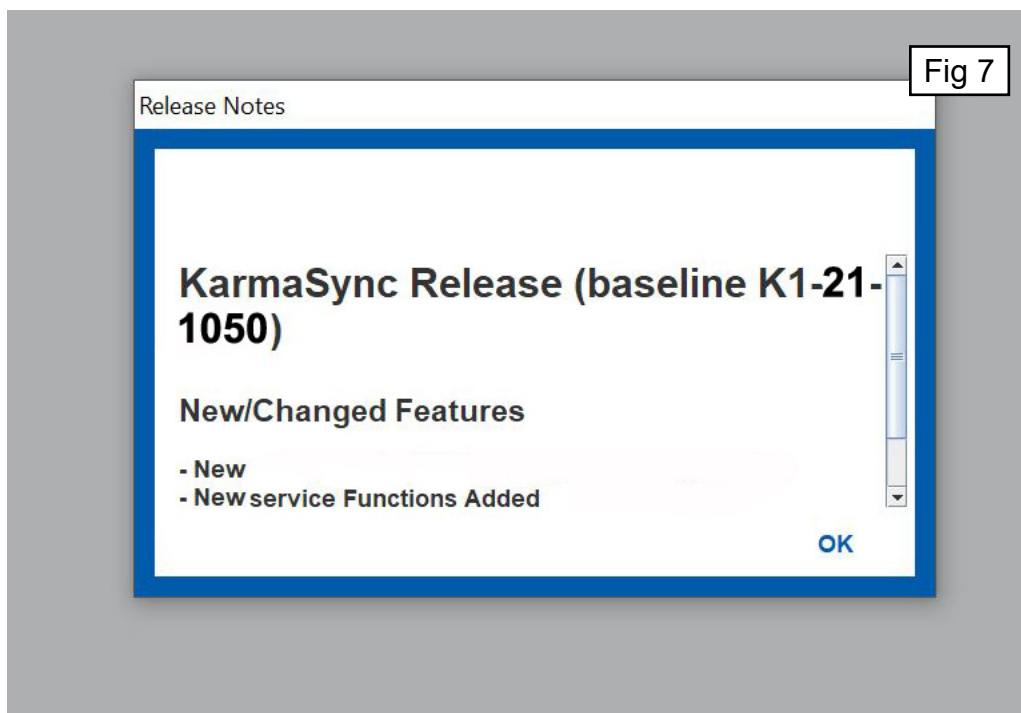 Fig 7
Release Notes
KarmaSync Release (baseline K1-21-
1050)
New/Changed Features
- New
- New service Functions Added
OK